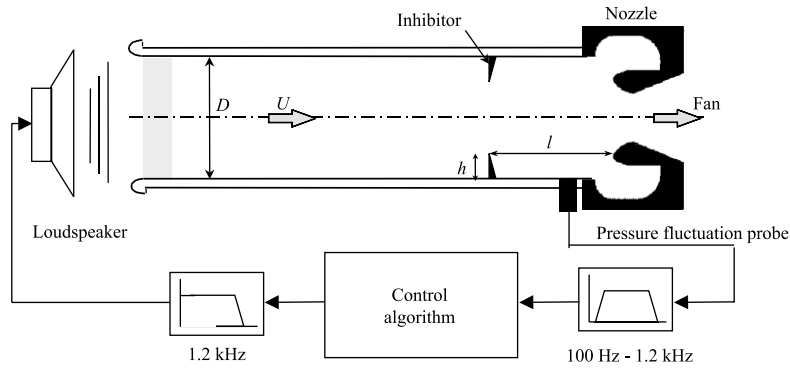 Inhibitor
Nozzle
D
U
Fan
l
h
Loudspeaker
Pressure fluctuation probe
Control
algorithm
1.2 kHz
100 Hz - 1.2 kHz